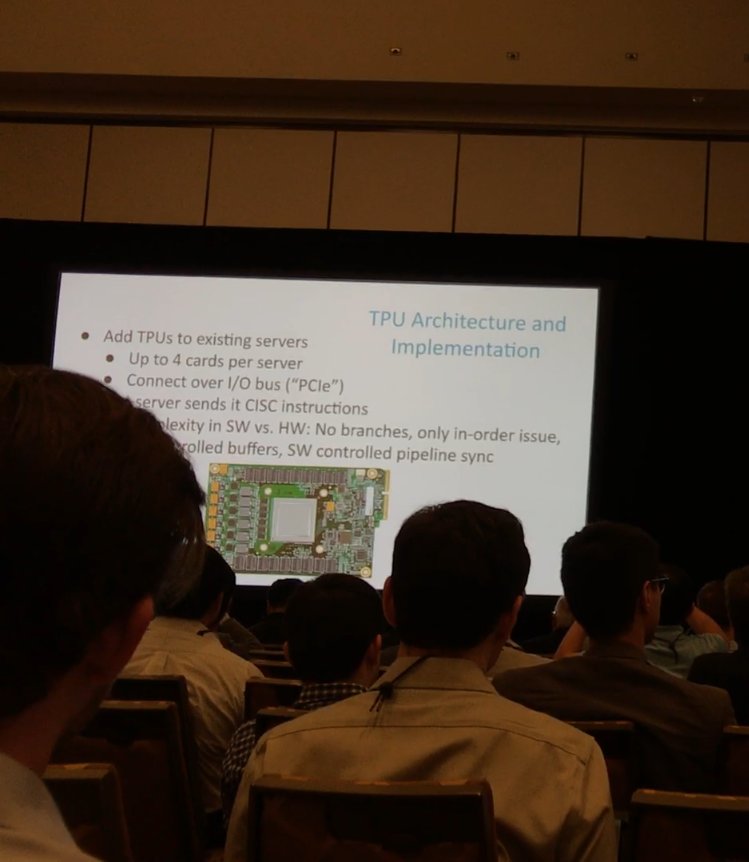 TPU Architecture and
Implementation
● Add TPUs to existing servers
● Up to 4 cards per server
● Connect over I/O bus (“PCIe”)
server sends it CISC instructions
in SW vs. HW: No branches, only in-order issue,
buffers, SW controlled pipeline sync